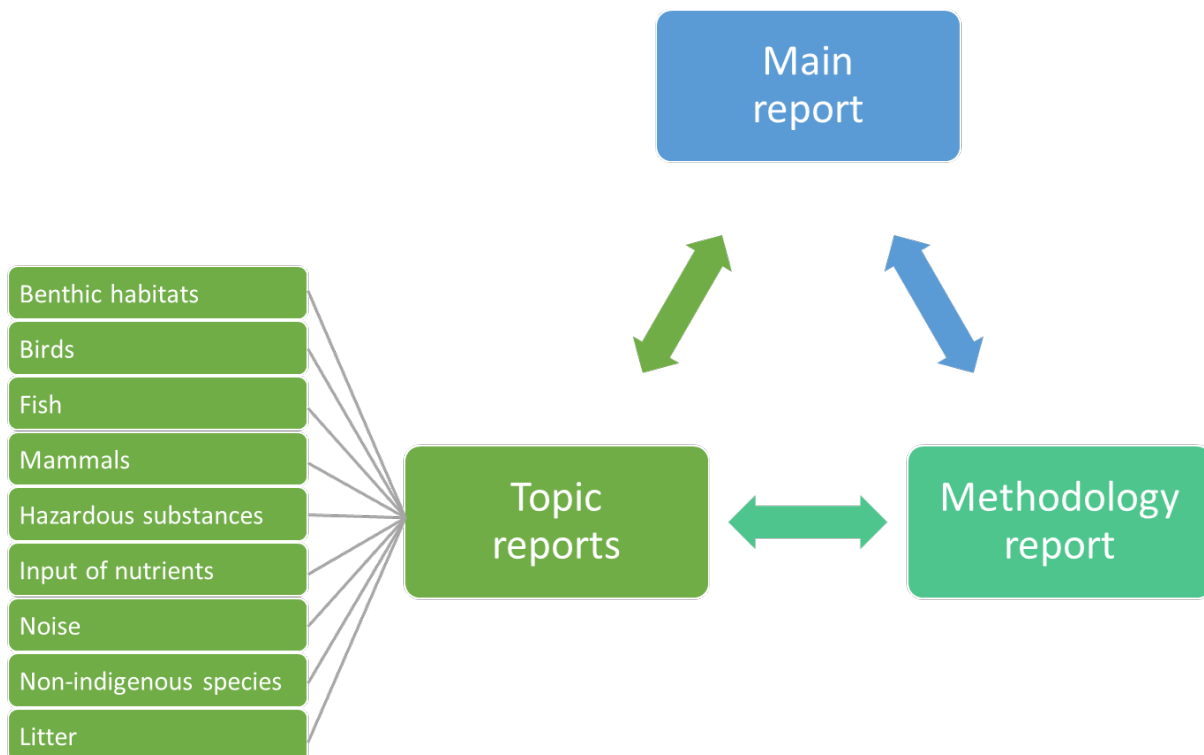 Main
report
Benthic habitats
Birds
Fish
Mammals
Hazardous substances
Input of nutrients
Noise
Non-indigenous species
Litter
Topic
reports
Methodology
report